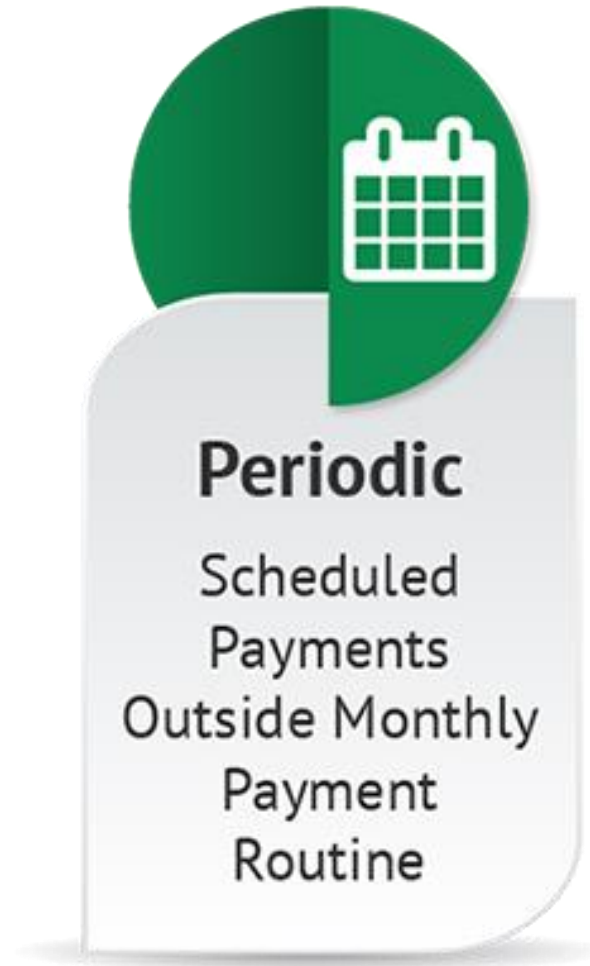 Periodic
Scheduled
Payments
Outside Monthly
Payment
Routine